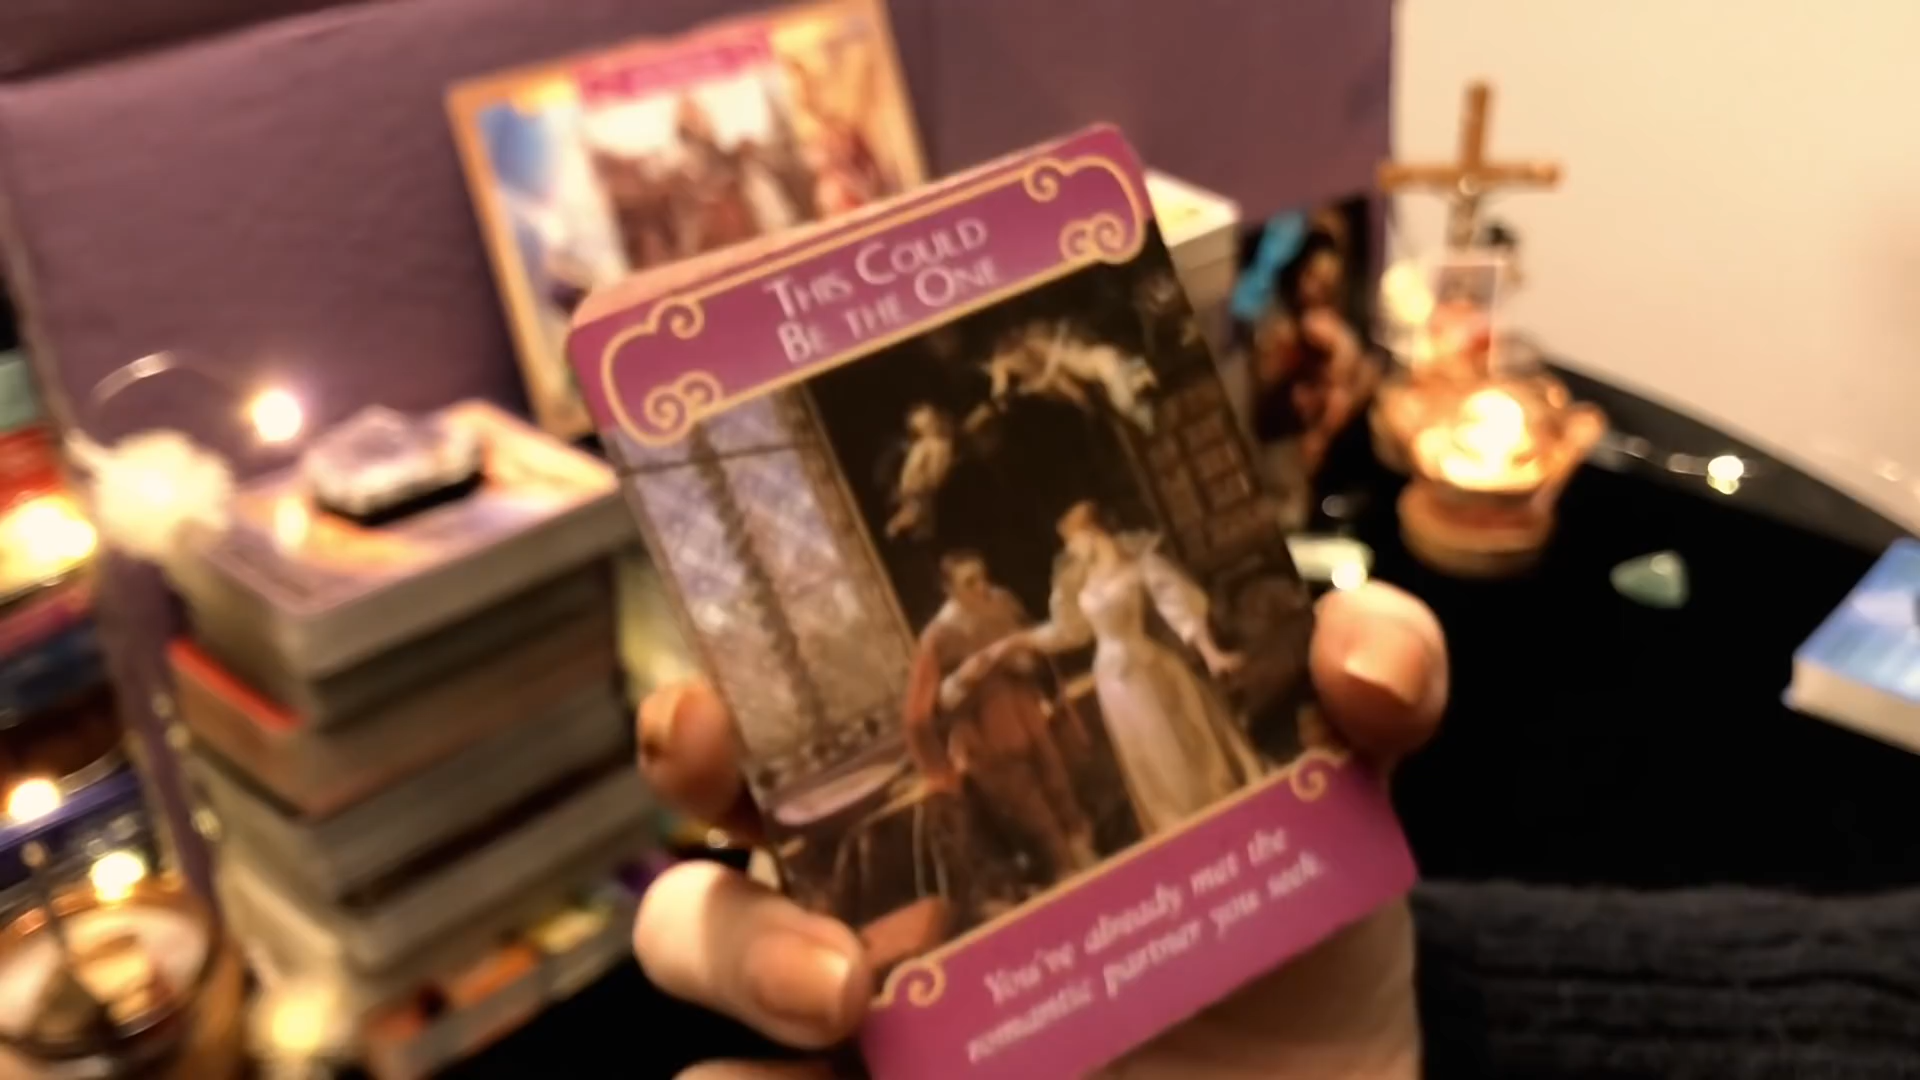 THIS COULD
BE THE ONE
You've already met the
romantic partner you seek.